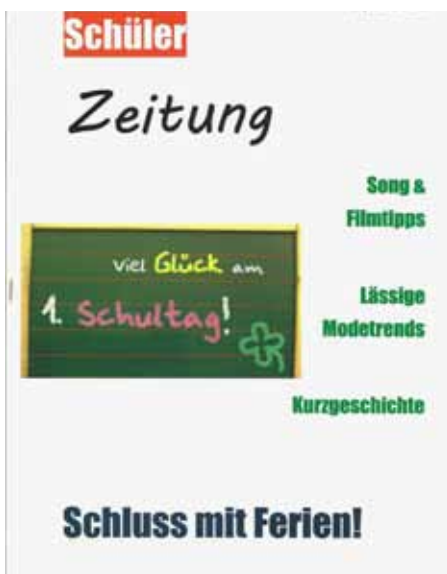 Schüler
Zeitung
Song &
Filmtipps
viel Glück am
1. Schultag!
Lässige
Modetrends
Kurzgeschichte
Schluss mit Ferien!